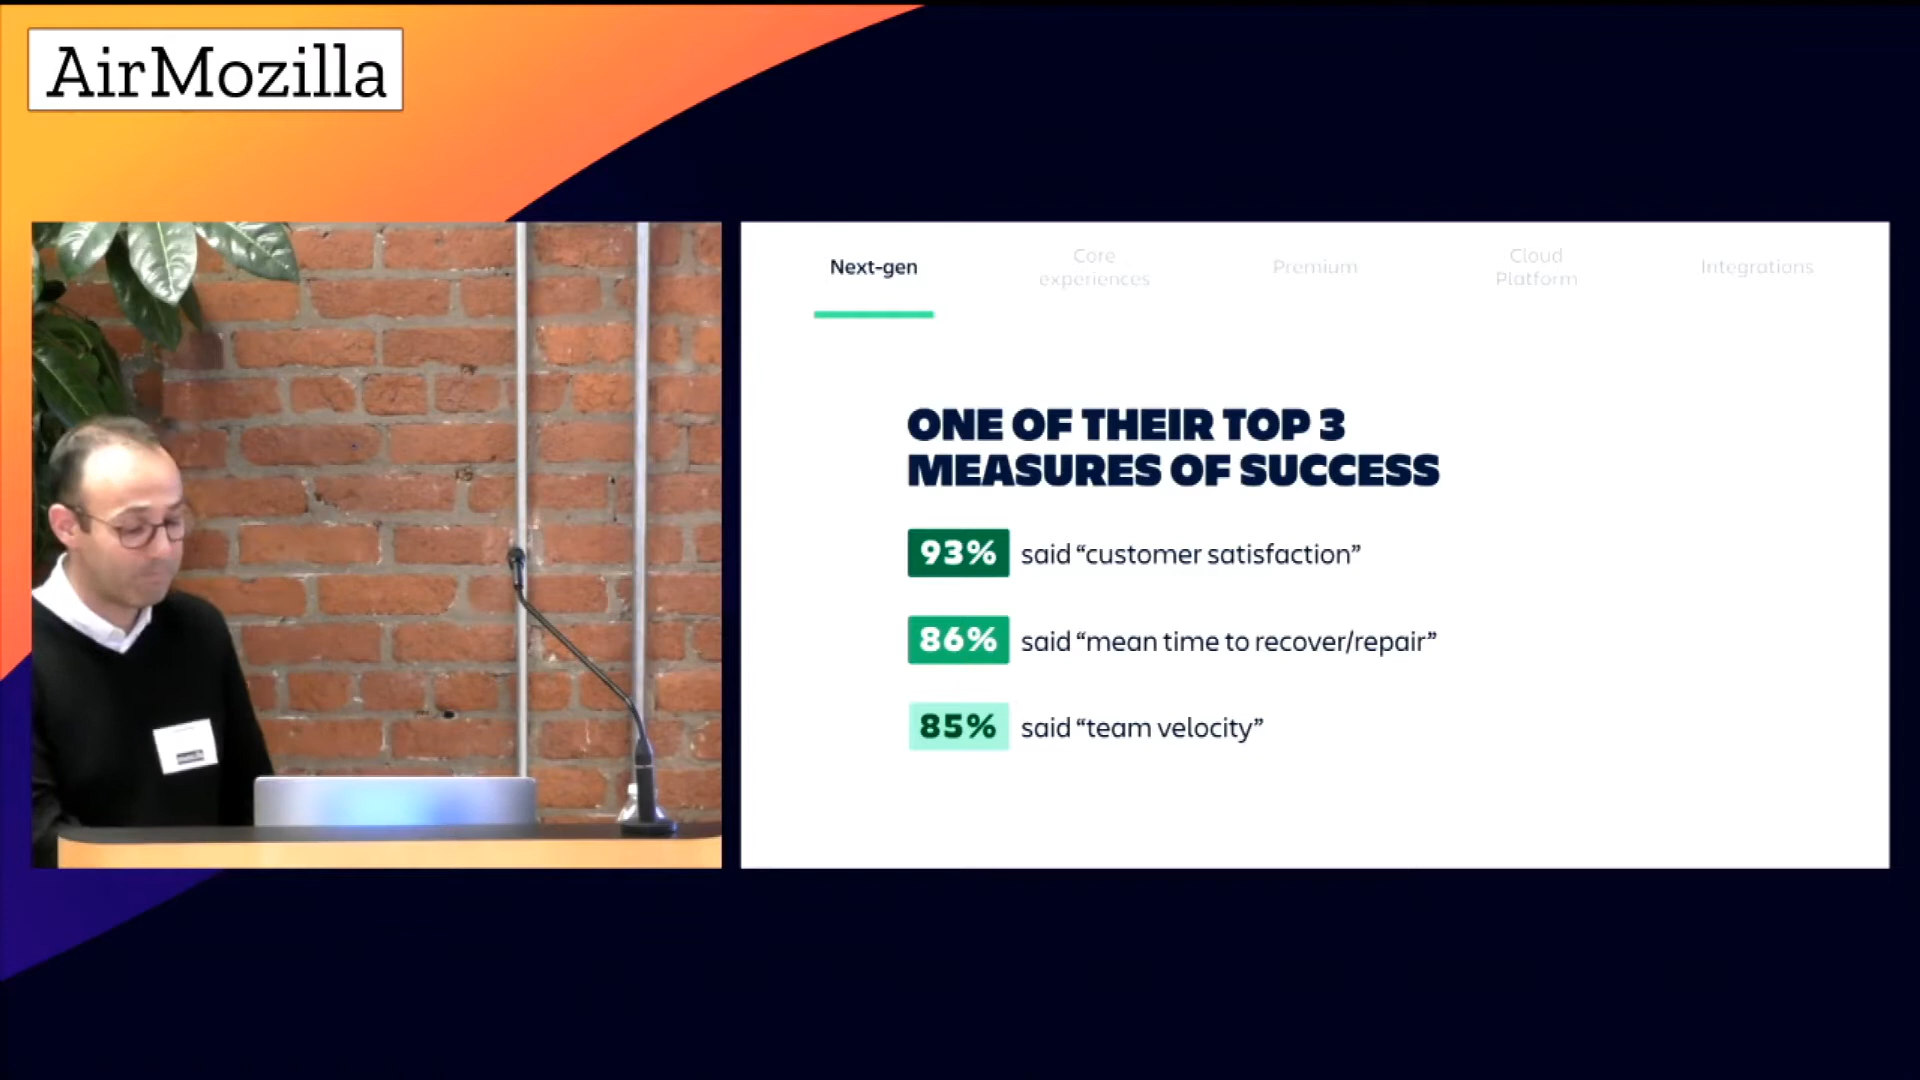 AirMozilla
Next-gen
Core
experiences
Premium
Cloud
Platform
Integrations
ONE OF THEIR TOP 3
MEASURES OF SUCCESS
93% said “customer satisfaction”
86% said “mean time to recover/repair”
85% said “team velocity”